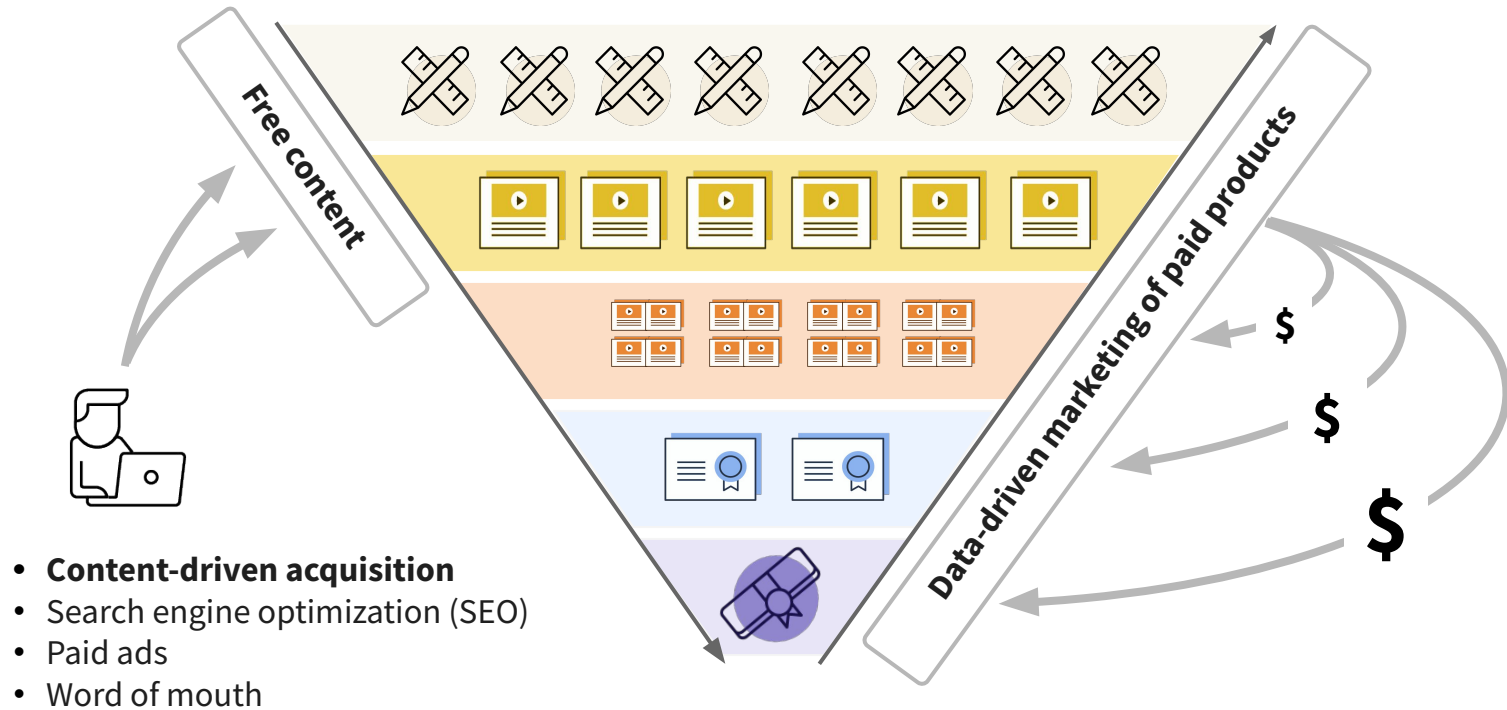 Free content
Data-driven marketing of paid products
$
$
$
• Content-driven acquisition
• Search engine optimization (SEO)
• Paid ads
• Word of mouth